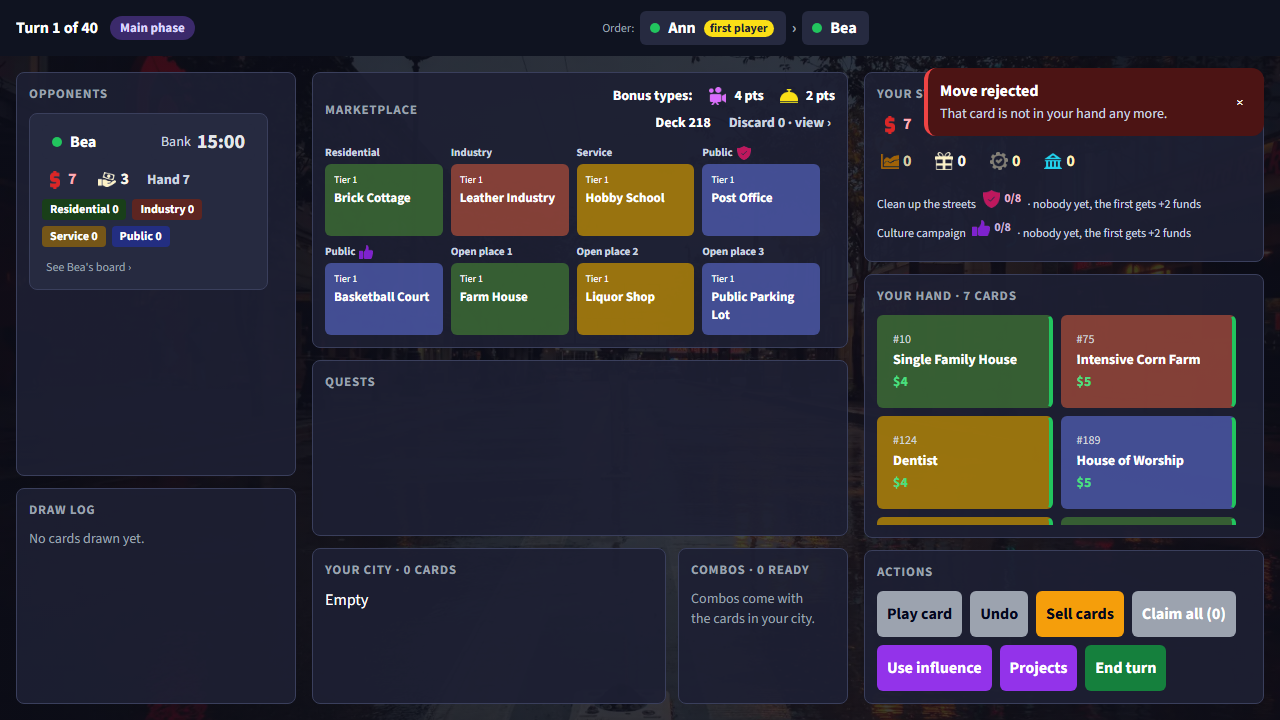 Turn 1 of 40
Main phase
Order:
Ann
first player
›
Bea
OPPONENTS
Bea
Bank 15:00
7
3
Hand 7
Residential 0
Industry 0
Service 0
Public 0
See Bea's board ›
DRAW LOG
No cards drawn yet.
MARKETPLACE
Bonus types:
4 pts
2 pts
Deck 218
Discard 0 · view ›
Residential
Industry
Service
Public
Tier 1
Brick Cottage
Tier 1
Leather Industry
Tier 1
Hobby School
Tier 1
Post Office
Public
Open place 1
Open place 2
Open place 3
Tier 1
Basketball Court
Tier 1
Farm House
Tier 1
Liquor Shop
Tier 1
Public Parking
Lot
QUESTS
YOUR CITY · 0 CARDS
Empty
COMBOS · 0 READY
Combos come with
the cards in your city.
YOUR S
Move rejected
That card is not in your hand any more.
×
7
0
0
0
0
Clean up the streets
0/8
· nobody yet, the first gets +2 funds
Culture campaign
0/8
· nobody yet, the first gets +2 funds
YOUR HAND · 7 CARDS
#10
Single Family House
$4
#75
Intensive Corn Farm
$5
#124
Dentist
$4
#189
House of Worship
$5
ACTIONS
Play card
Undo
Sell cards
Claim all (0)
Use influence
Projects
End turn